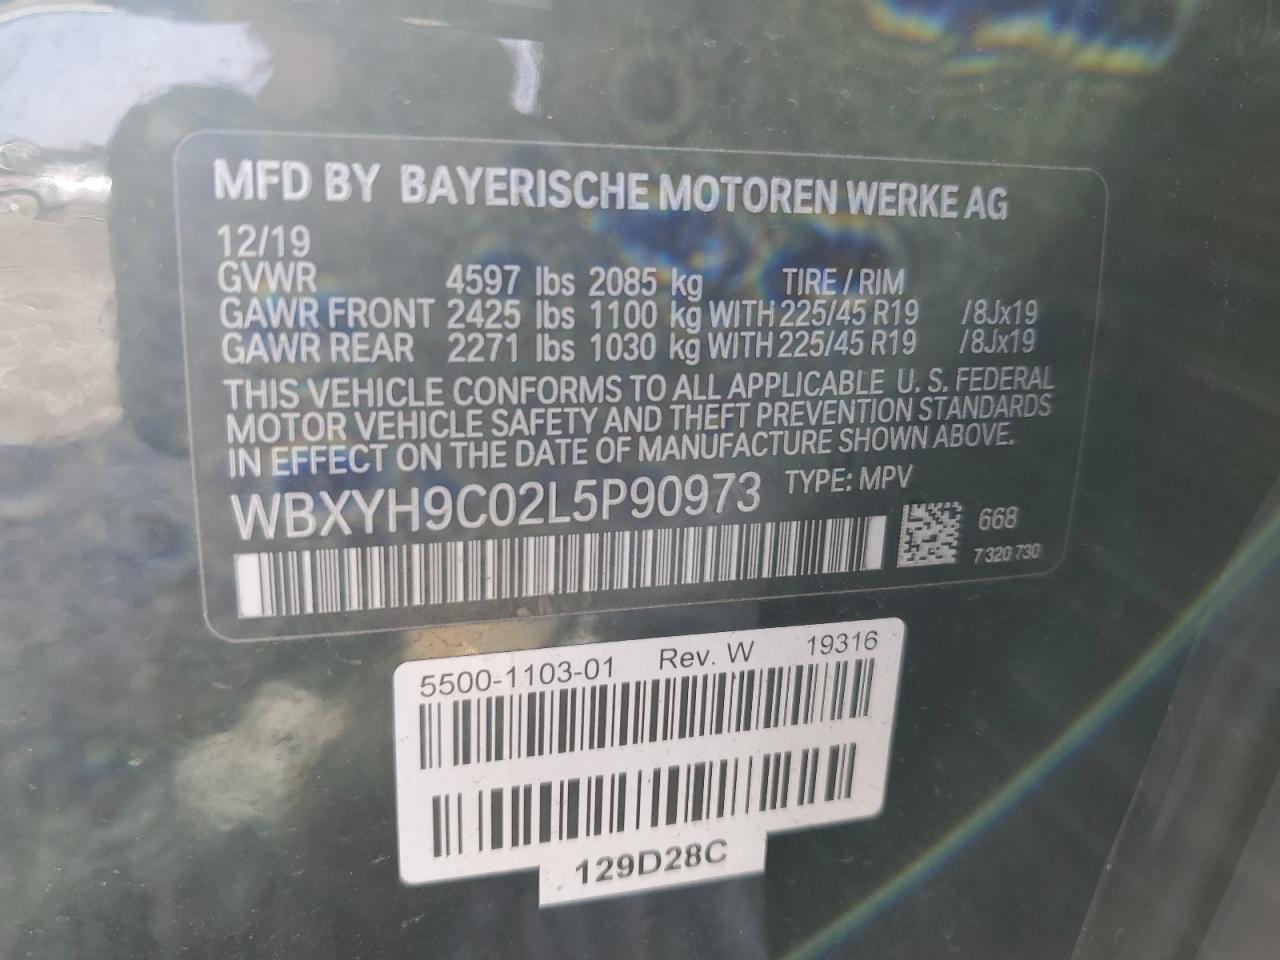 MFD BY BAYERISCHE MOTOREN WERKE AG
12/19
GVWR 4597 lbs 2085 kg TIRE / RIM
GAWR FRONT 2425 lbs 1100 kg WITH 225/45 R19 /8Jx19
GAWR REAR 2271 lbs 1030 kg WITH 225/45 R19 /8Jx19
THIS VEHICLE CONFORMS TO ALL APPLICABLE U. S. FEDERAL
MOTOR VEHICLE SAFETY AND THEFT PREVENTION STANDARDS
IN EFFECT ON THE DATE OF MANUFACTURE SHOWN ABOVE.
WBXYH9C02L5P90973 TYPE: MPV
668
7 320 730
5500-1103-01 Rev. W 19316
129D28C